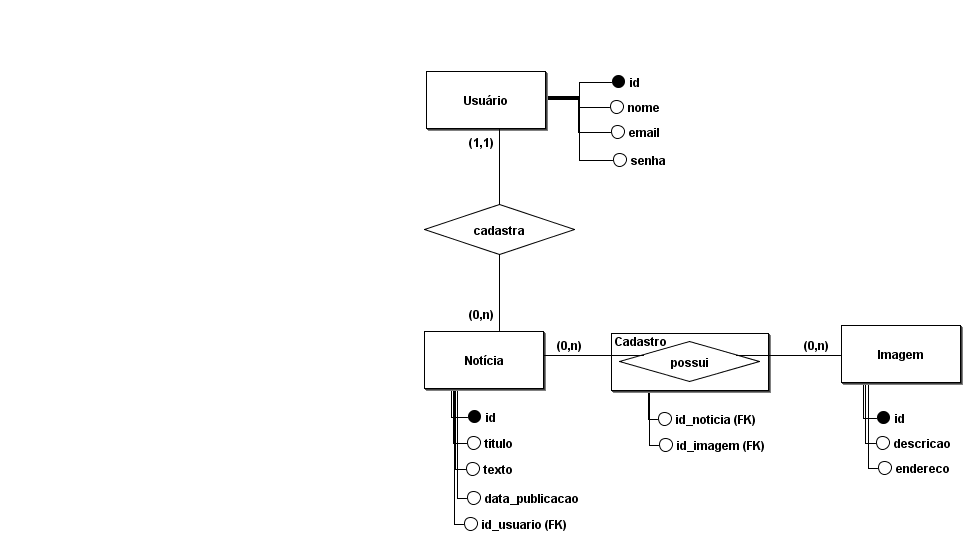 Usuário
id
nome
email
senha
(1,1)
cadastra
(0,n)
Notícia
(0,n)
Cadastro
possui
(0,n)
Imagem
id
titulo
texto
data_publicacao
id_usuario (FK)
id_noticia (FK)
id_imagem (FK)
id
descricao
endereco